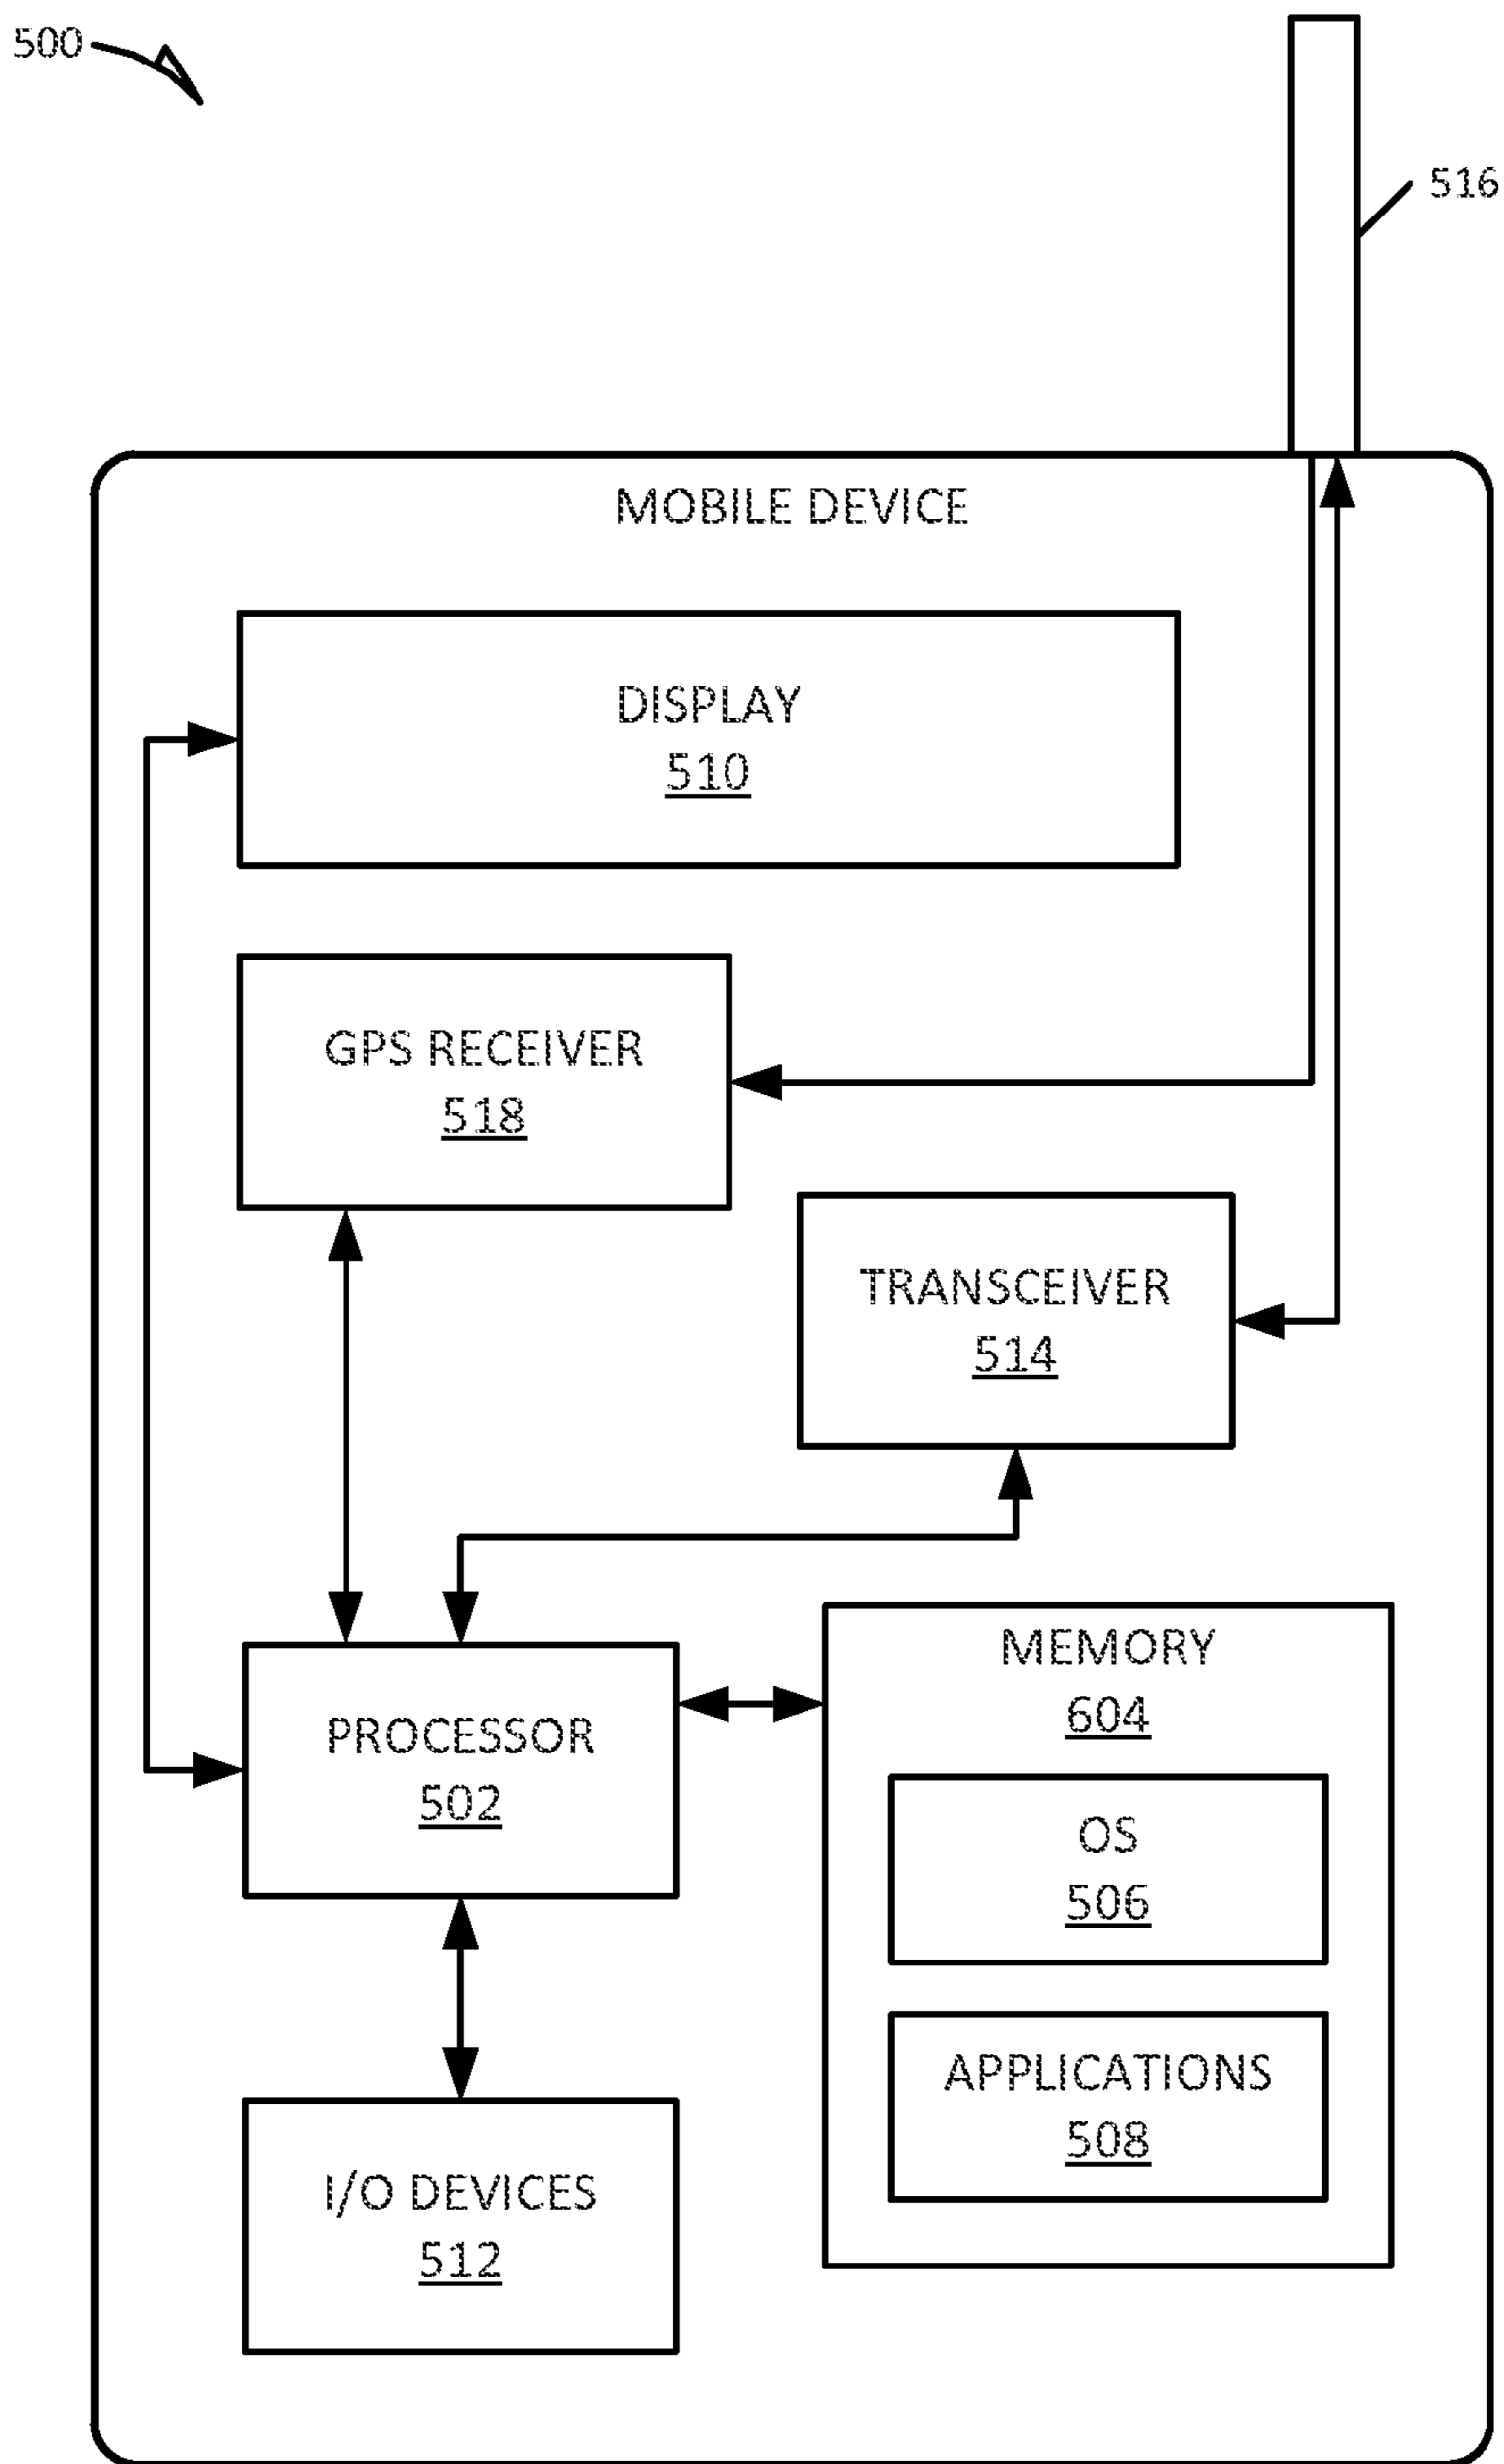 500
516
MOBILE DEVICE
DISPLAY
510
GPS RECEIVER
518
TRANSCEIVER
514
MEMORY
604
PROCESSOR
502
OS
506
APPLICATIONS
508
I/O DEVICES
512